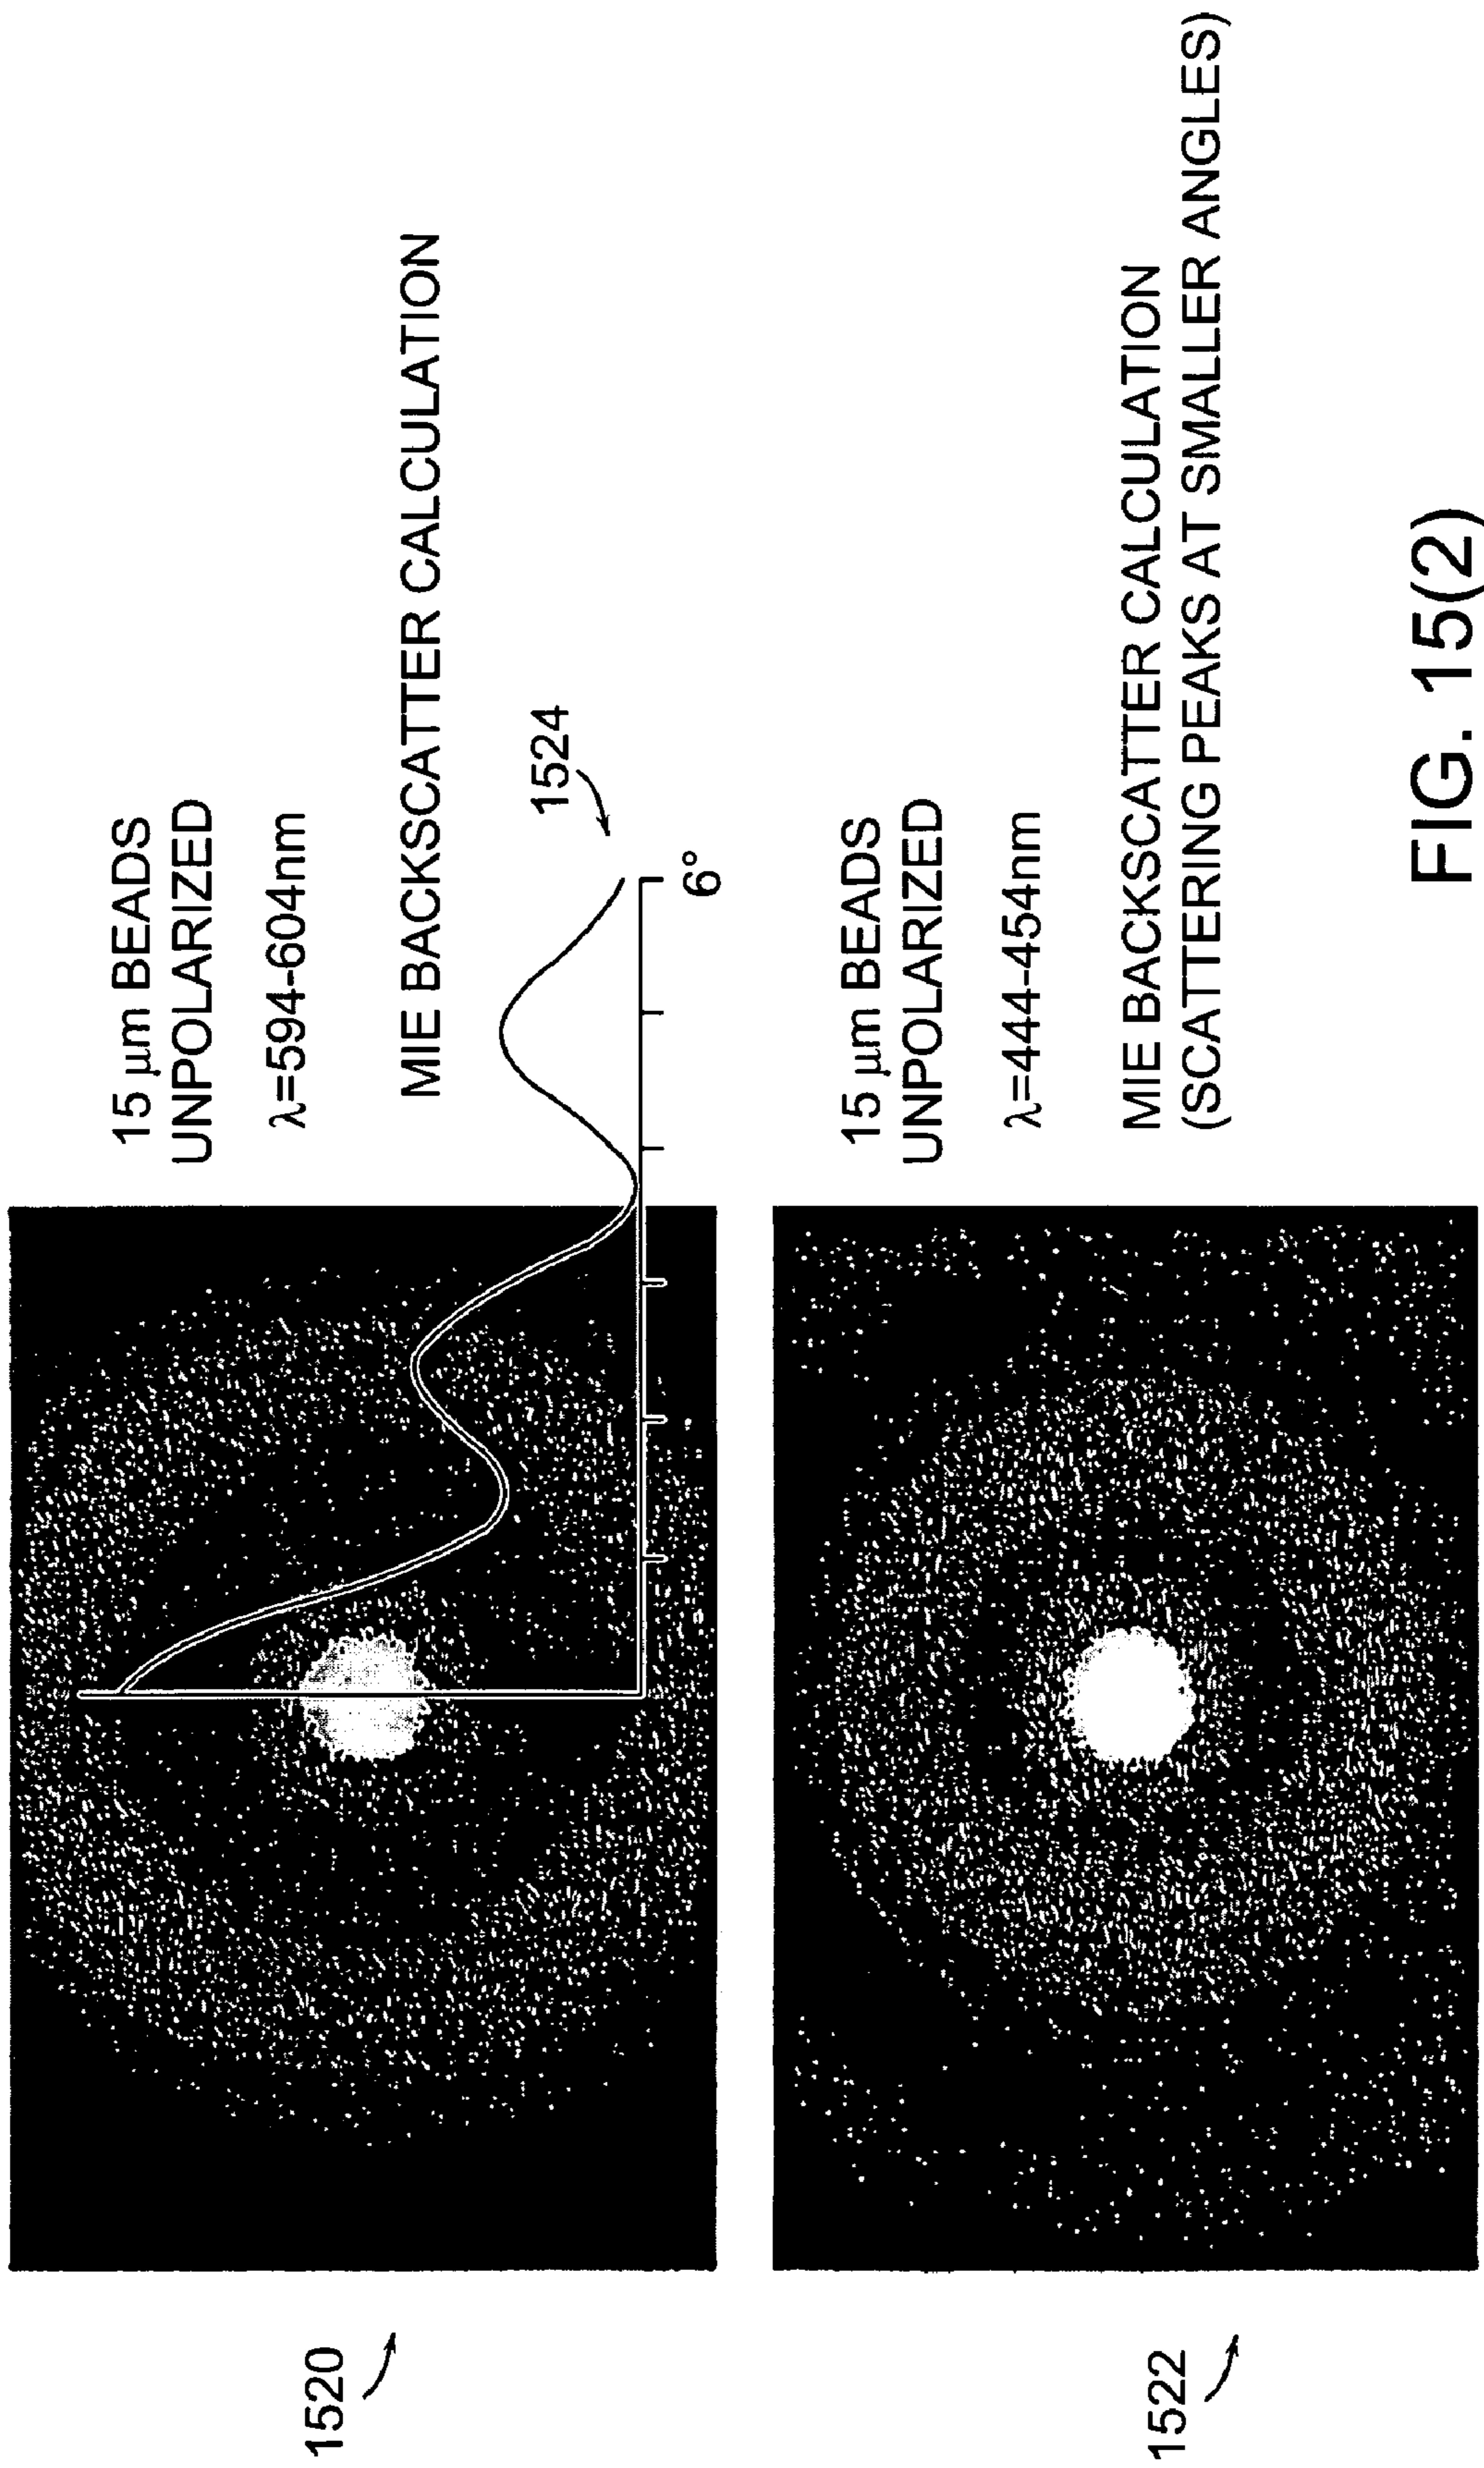 1520
15 μm BEADS
UNPOLARIZED
λ=594-604nm
MIE BACKSCATTER CALCULATION
1524
6°
1522
15 μm BEADS
UNPOLARIZED
λ=444-454nm
MIE BACKSCATTER CALCULATION
(SCATTERING PEAKS AT SMALLER ANGLES)
FIG. 15(2)